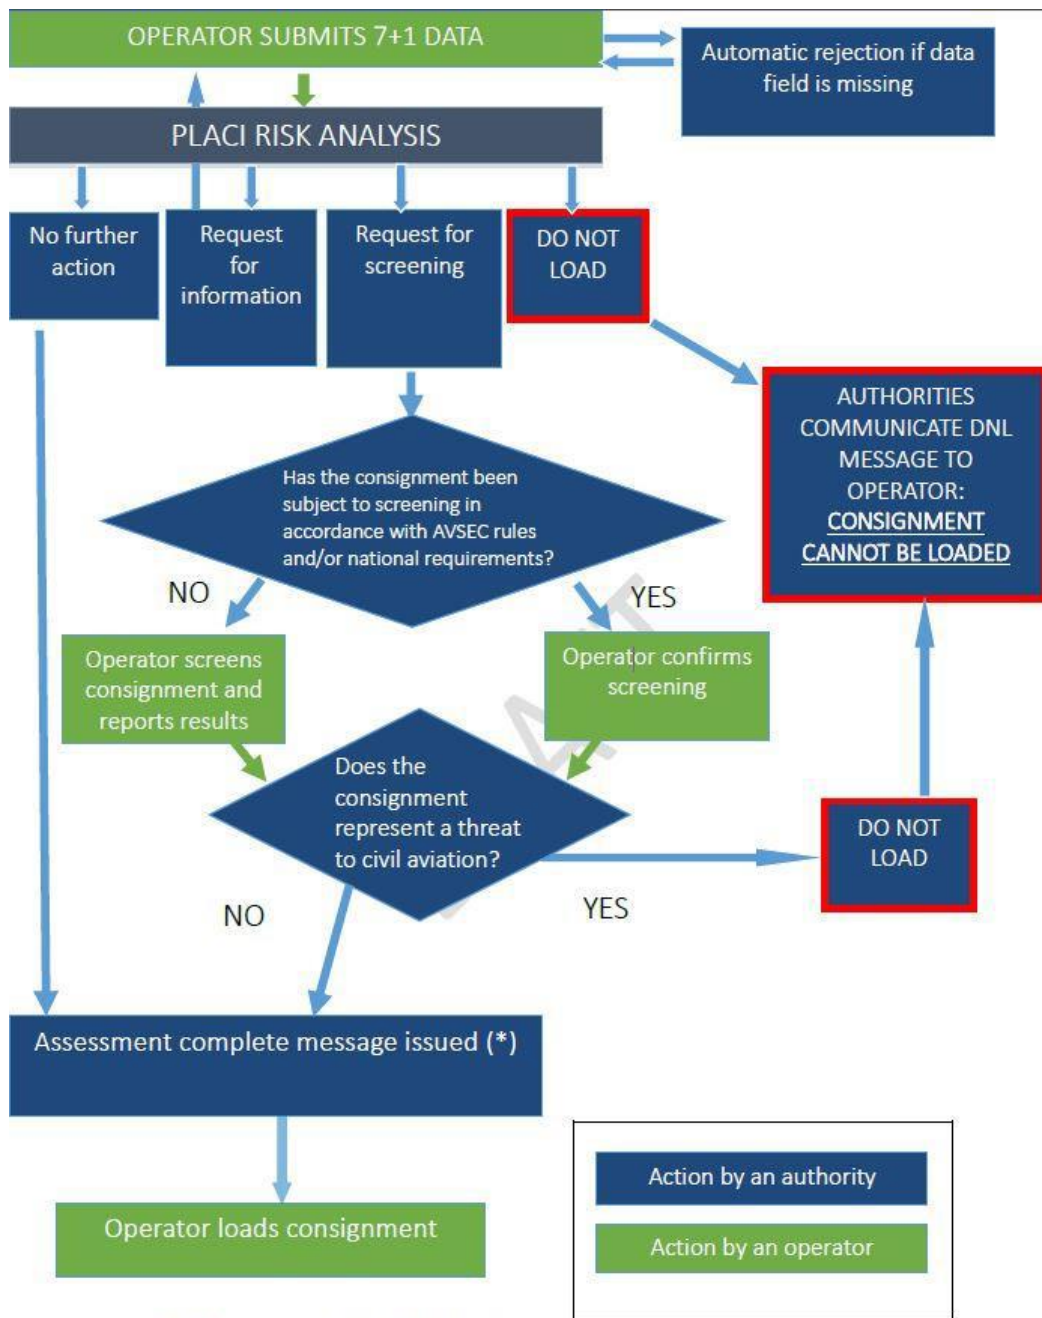 OPERATOR SUBMITS 7+1 DATA
Automatic rejection if data
field is missing
PLACI RISK ANALYSIS
No further
action
Request
for
information
Request for
screening
DO NOT
LOAD
AUTHORITIES
COMMUNICATE DNL
MESSAGE TO
OPERATOR:
CONSIGNMENT
CANNOT BE LOADED
Has the consignment been
subject to screening in
accordance with AVSEC rules
and/or national requirements?
NO
YES
Operator screens
consignment and
reports results
Operator confirms
screening
Does the
consignment
represent a threat
to civil aviation?
DO NOT
LOAD
NO
YES
Assessment complete message issued (*)
Operator loads consignment
Action by an authority
Action by an operator